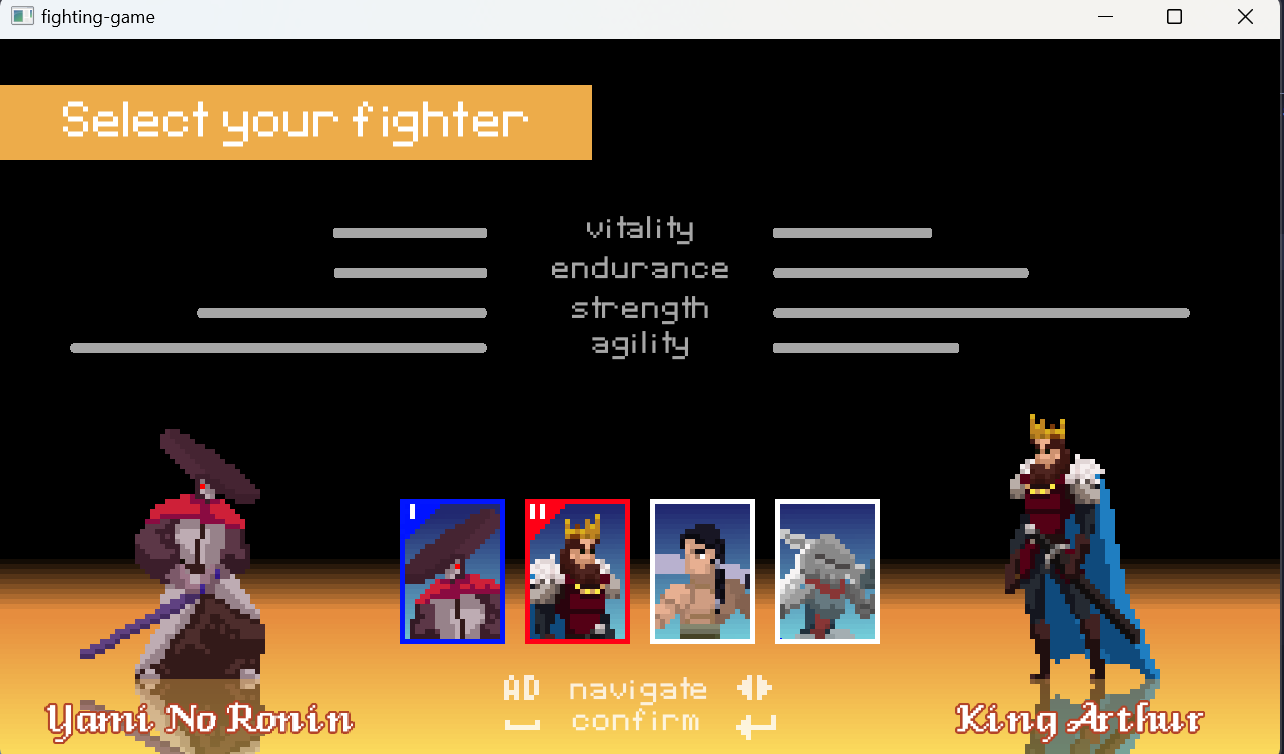 fighting-game
Select your fighter
vitality
endurance
strength
agility
I
II
AD navigate
confirm
Yami No Ronin
King Arthur